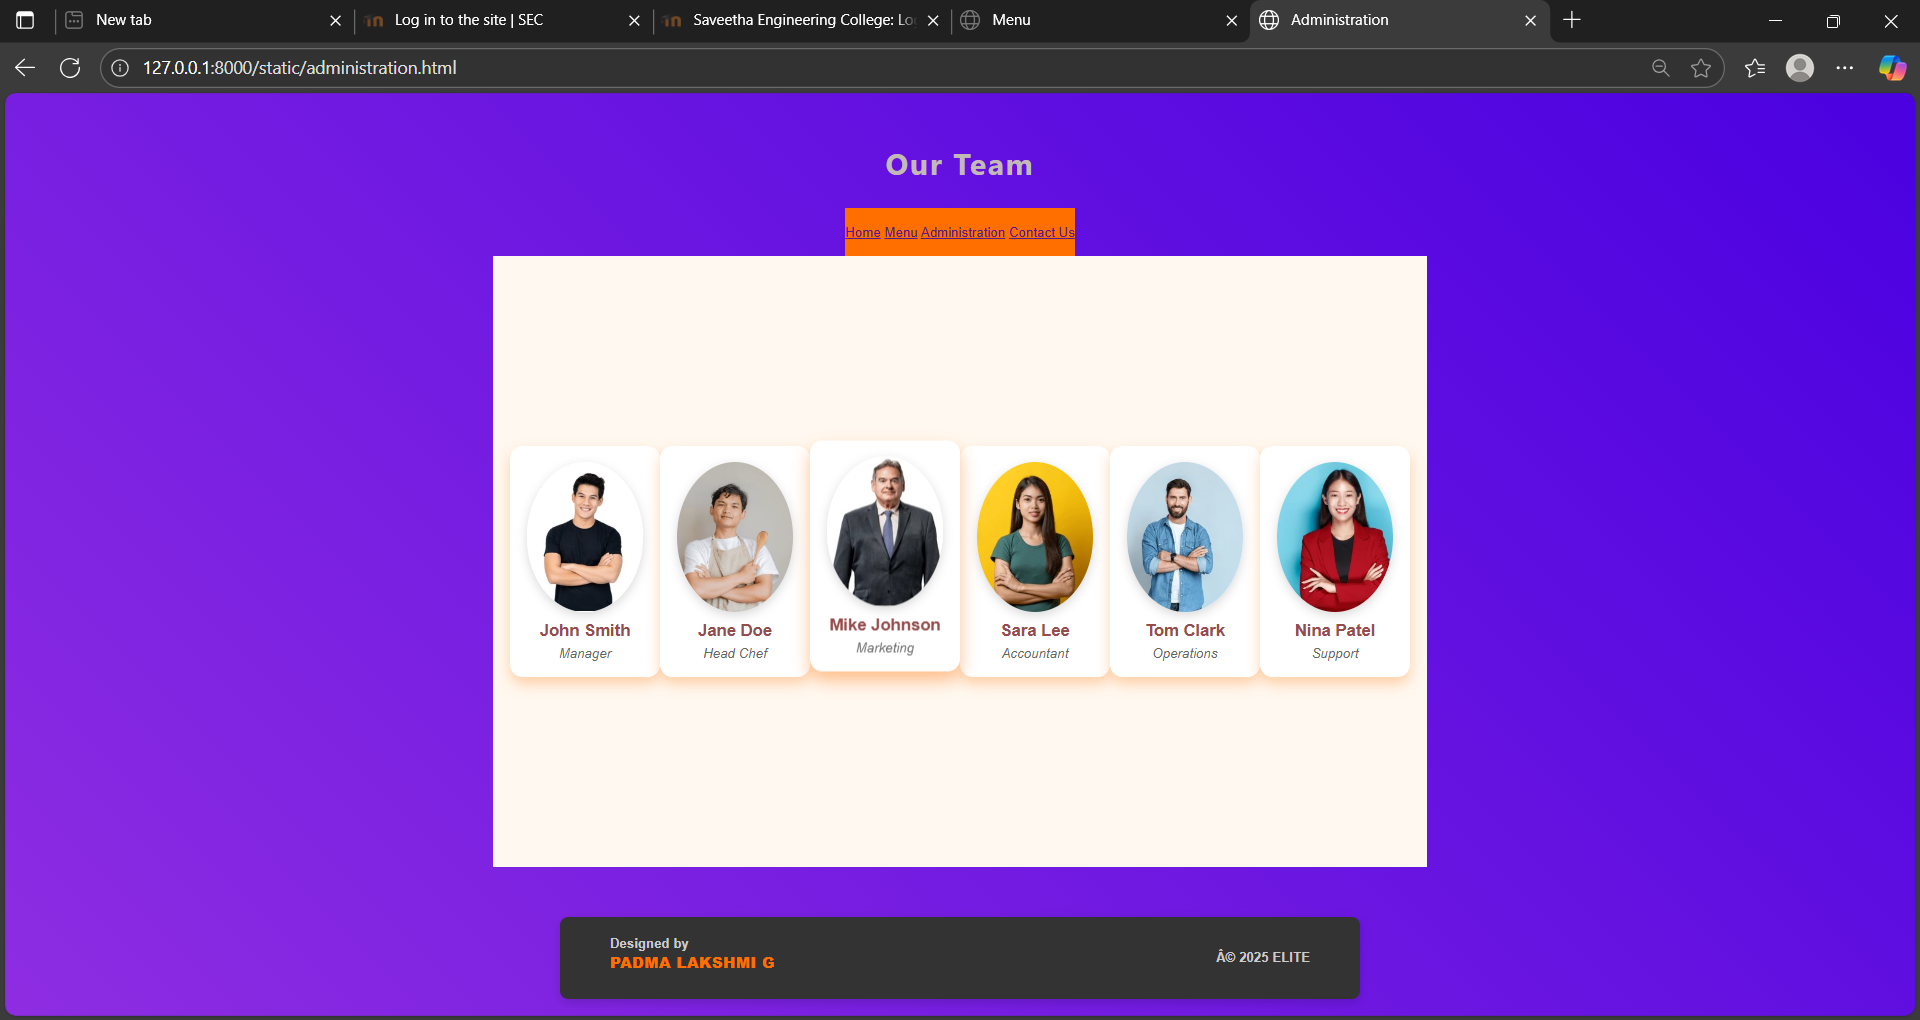 New tab
Log in to the site | SEC
Saveetha Engineering College: Lo
Menu
Administration
127.0.0.1:8000/static/administration.html
Our Team
Home Menu Administration Contact Us
John Smith
Manager
Jane Doe
Head Chef
Mike Johnson
Marketing
Sara Lee
Accountant
Tom Clark
Operations
Nina Patel
Support
Designed by
PADMA LAKSHMI G
Â© 2025 ELITE